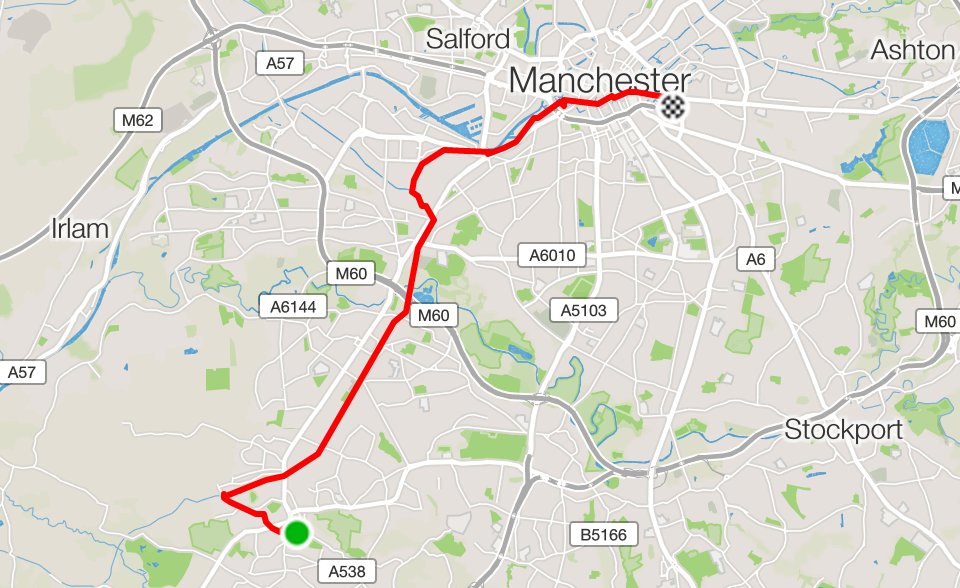 Salford
Ashton
A57
Manchester
M62
M
Irlam
A6010
A6
M60
A6144
A5103
M60
M60
A57
Stockport
B5166
A538